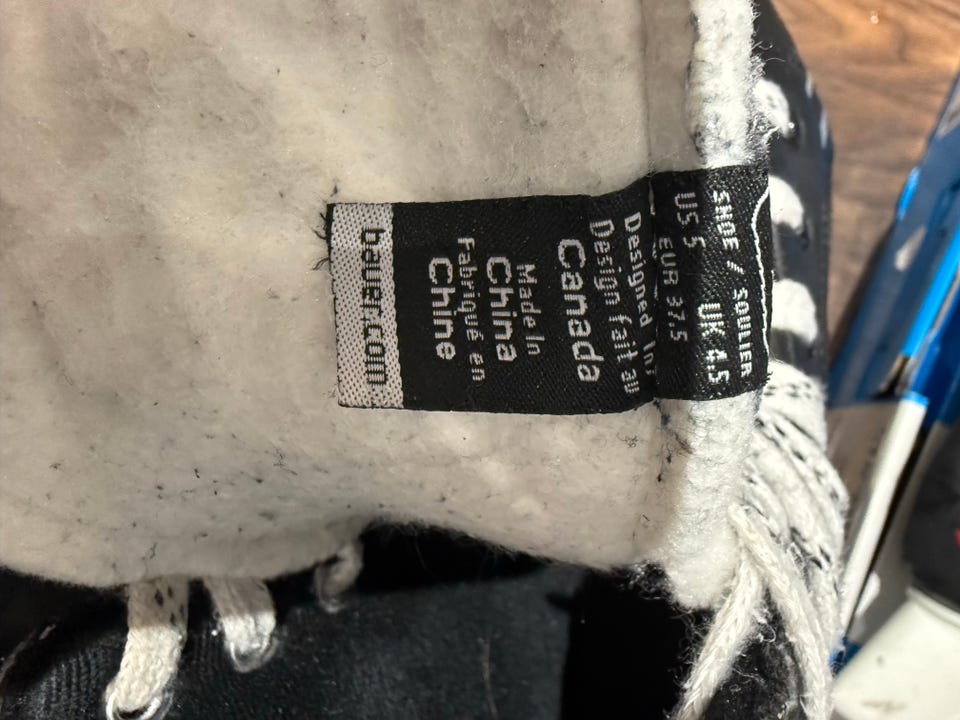 SHOE / SOULIER
US 5 UK 4.5
EUR 37.5
Designed In/
Design fait au
Canada
Made In
China
Fabriqué en
Chine
bauer.com